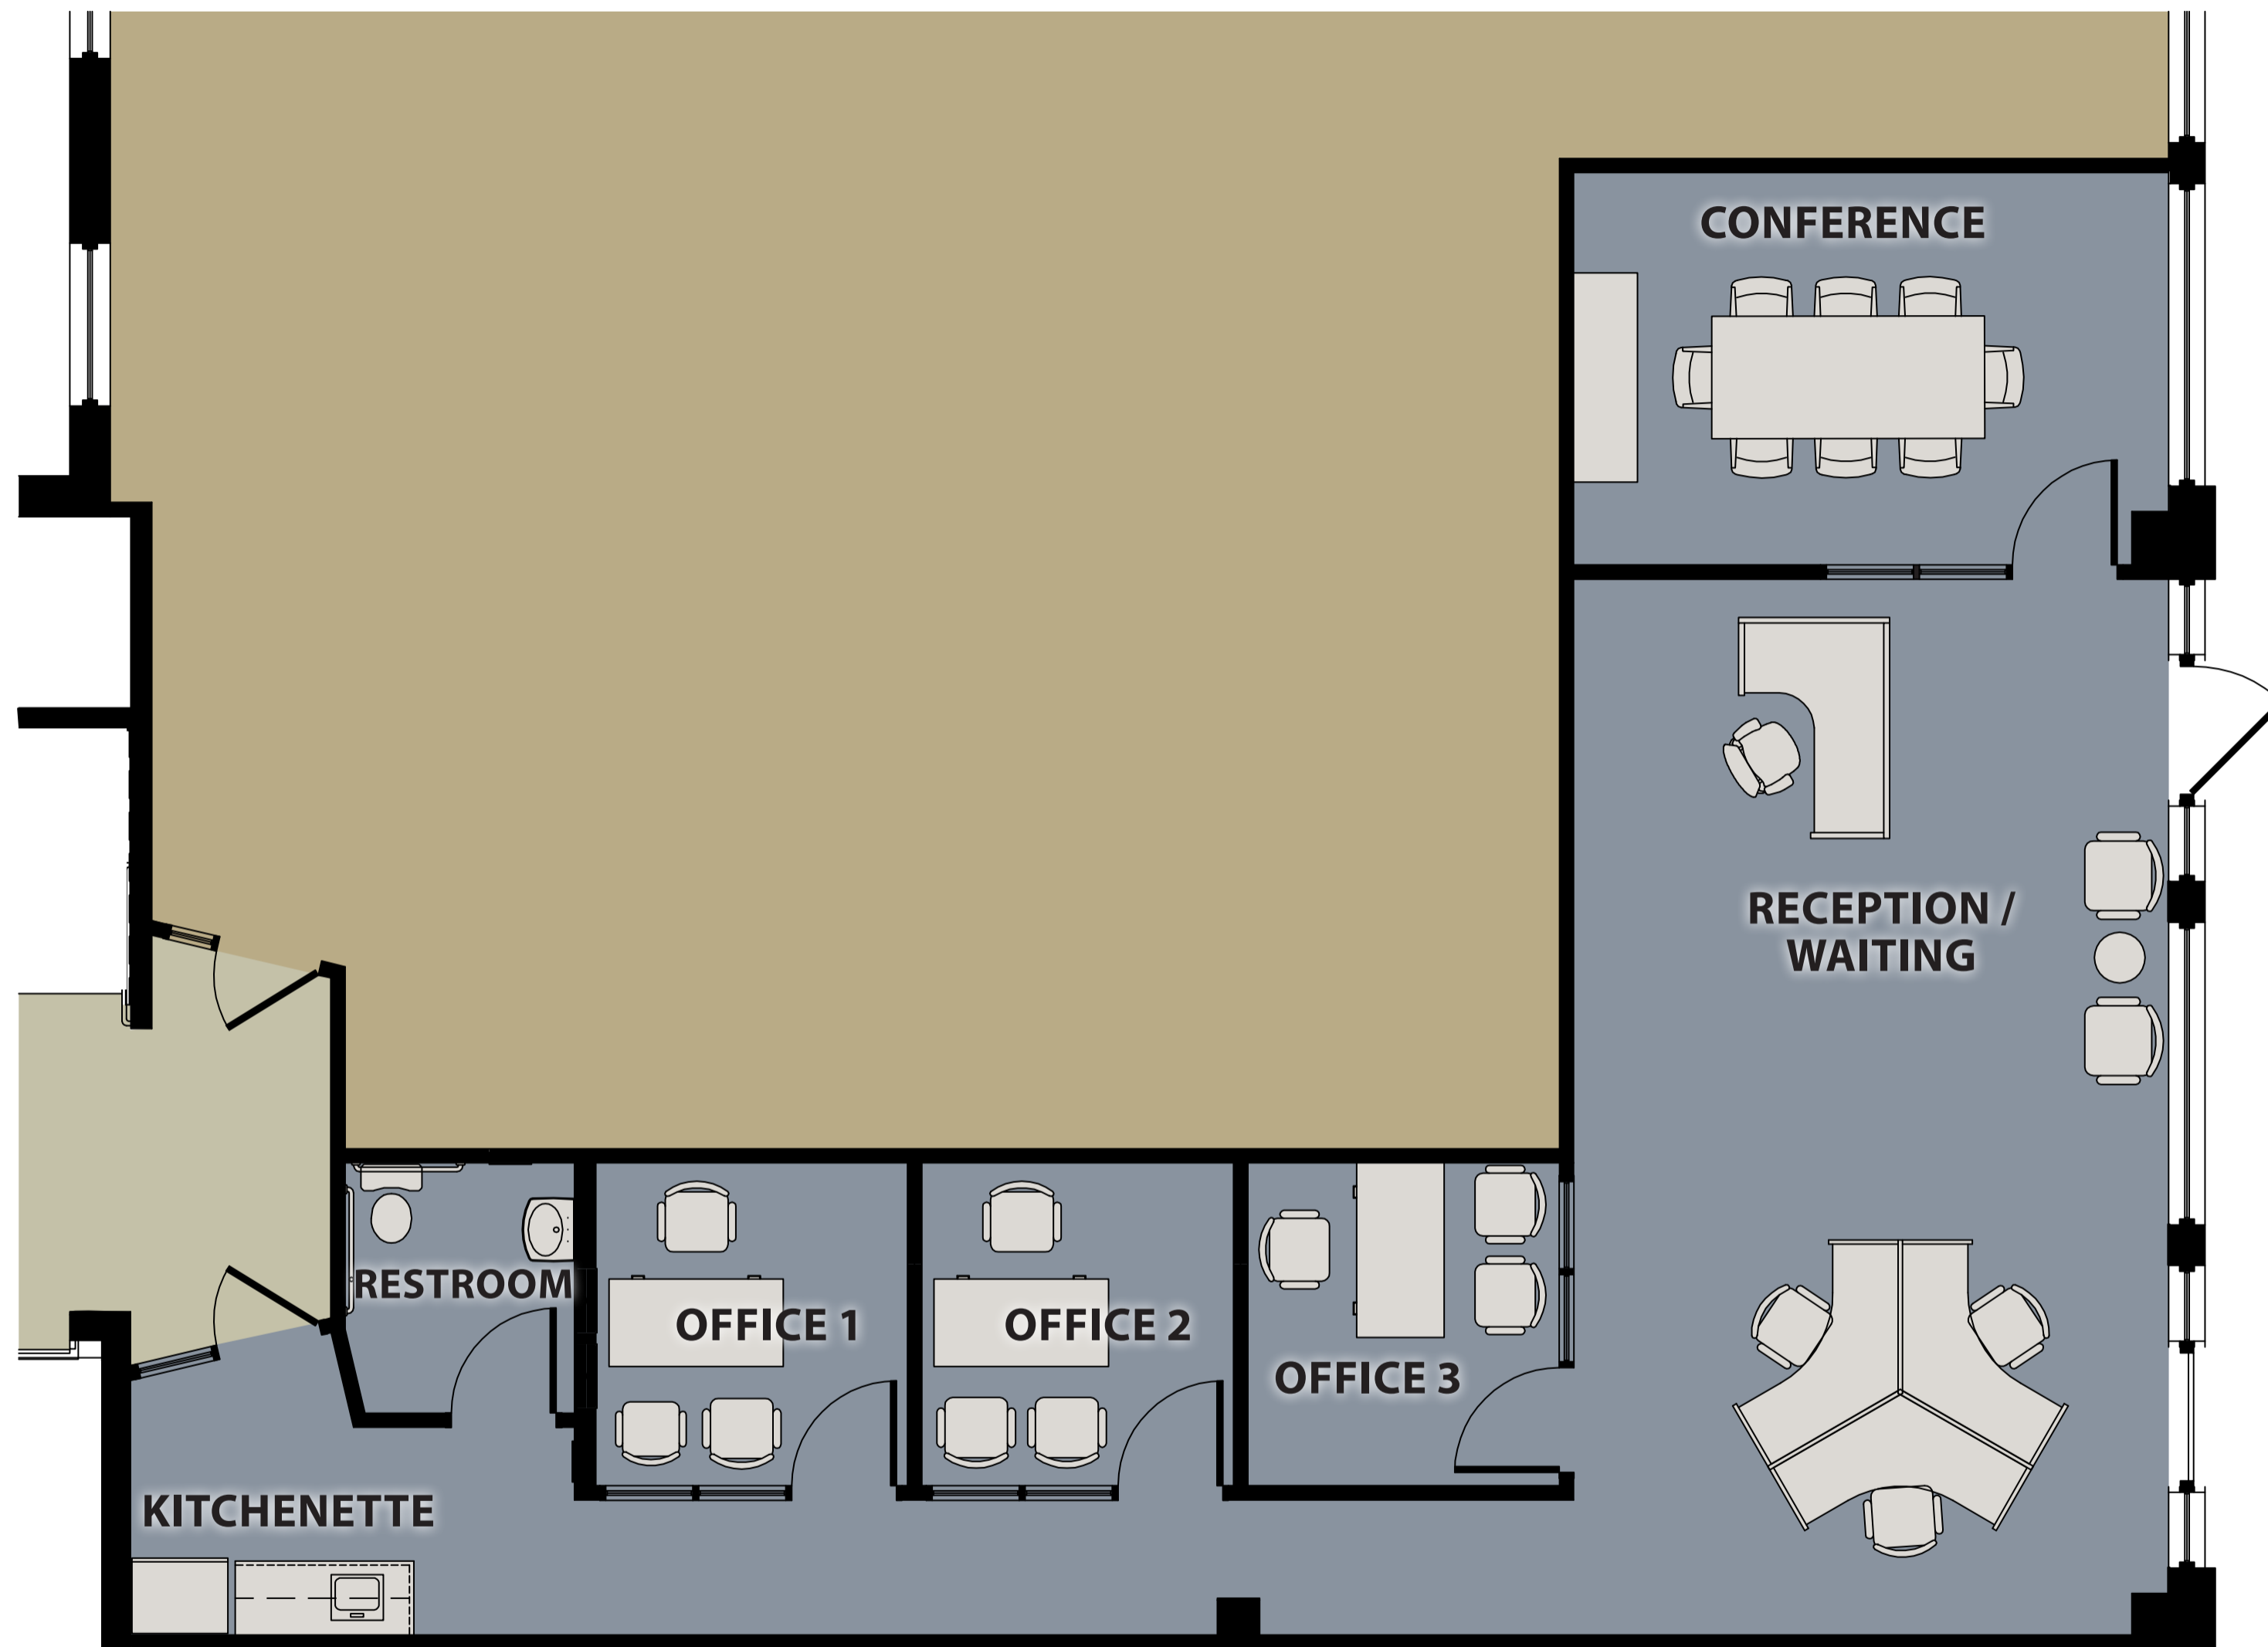 CONFERENCE
RECEPTION /
WAITING
RESTROOM
OFFICE 1
OFFICE 2
OFFICE 3
KITCHENETTE